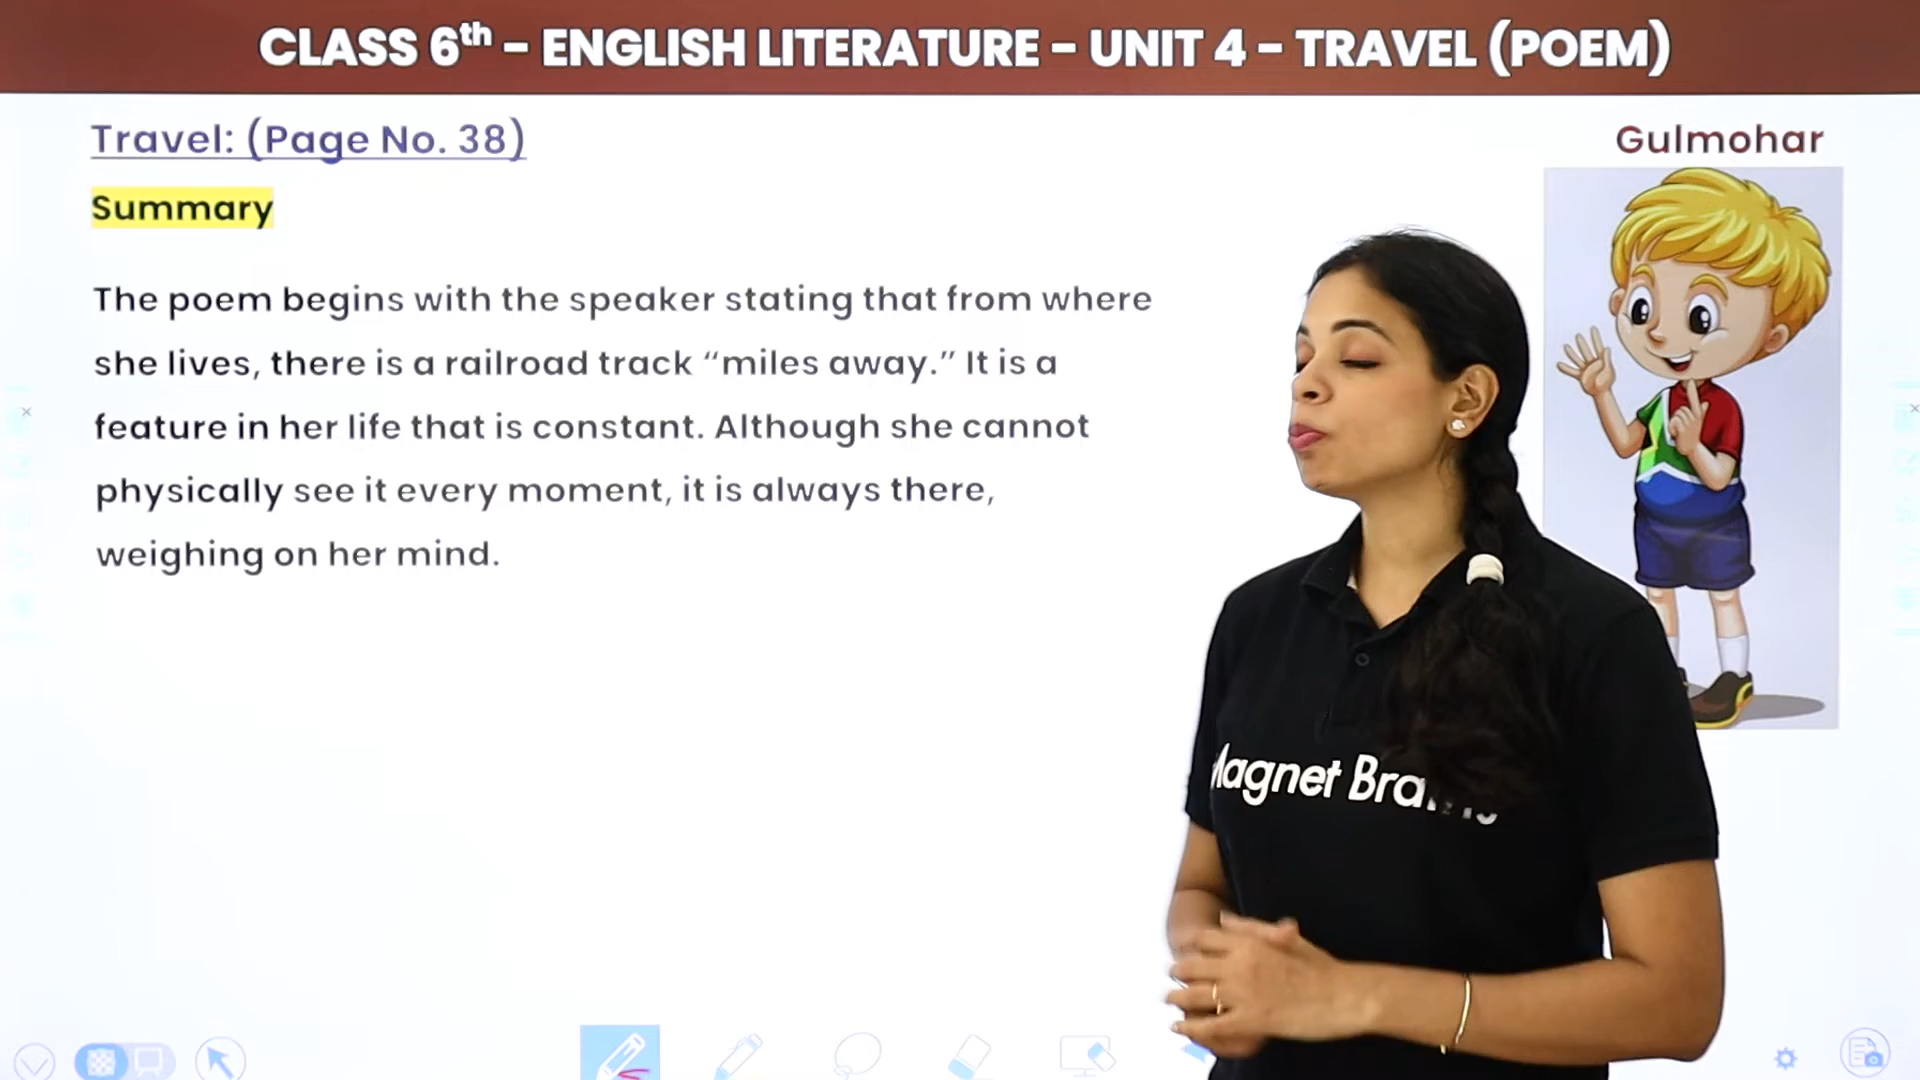 CLASS 6th – ENGLISH LITERATURE – UNIT 4 – TRAVEL (POEM)
Travel: (Page No. 38)
Gulmohar
Summary
The poem begins with the speaker stating that from where
she lives, there is a railroad track “miles away.” It is a
feature in her life that is constant. Although she cannot
physically see it every moment, it is always there,
weighing on her mind.
Magnet Brains